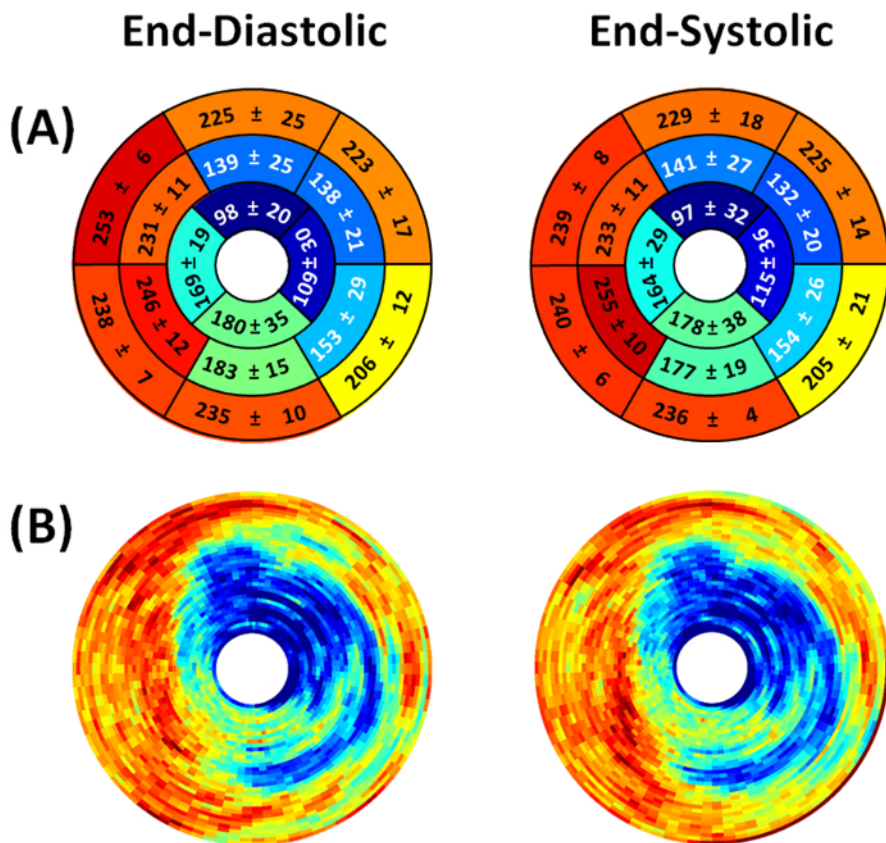 End-Diastolic
End-Systolic
(A)
225 ± 25
223 ± 17
206 ± 12
235 ± 10
238 ± 7
253 ± 6
139 ± 25
138 ± 21
153 ± 29
183 ± 15
246 ± 12
231 ± 11
98 ± 20
109 ± 30
180 ± 35
169 ± 19
229 ± 18
225 ± 14
205 ± 21
236 ± 4
240 ± 6
239 ± 8
141 ± 27
132 ± 20
154 ± 26
177 ± 19
255 ± 10
233 ± 11
97 ± 32
115 ± 36
178 ± 38
164 ± 29
(B)